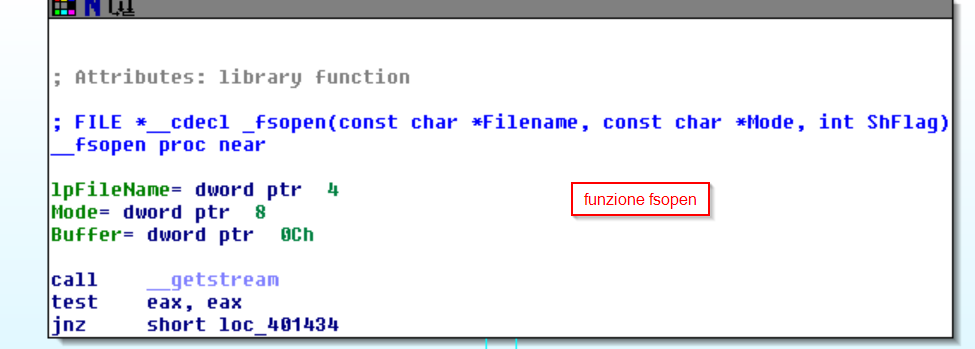 ; Attributes: library function
; FILE *__cdecl _fsopen(const char *Filename, const char *Mode, int ShFlag)
__fsopen proc near
lpFileName= dword ptr  4
Mode= dword ptr  8
Buffer= dword ptr  0Ch
funzione fsopen
call    __getstream
test    eax, eax
jnz     short loc_401434